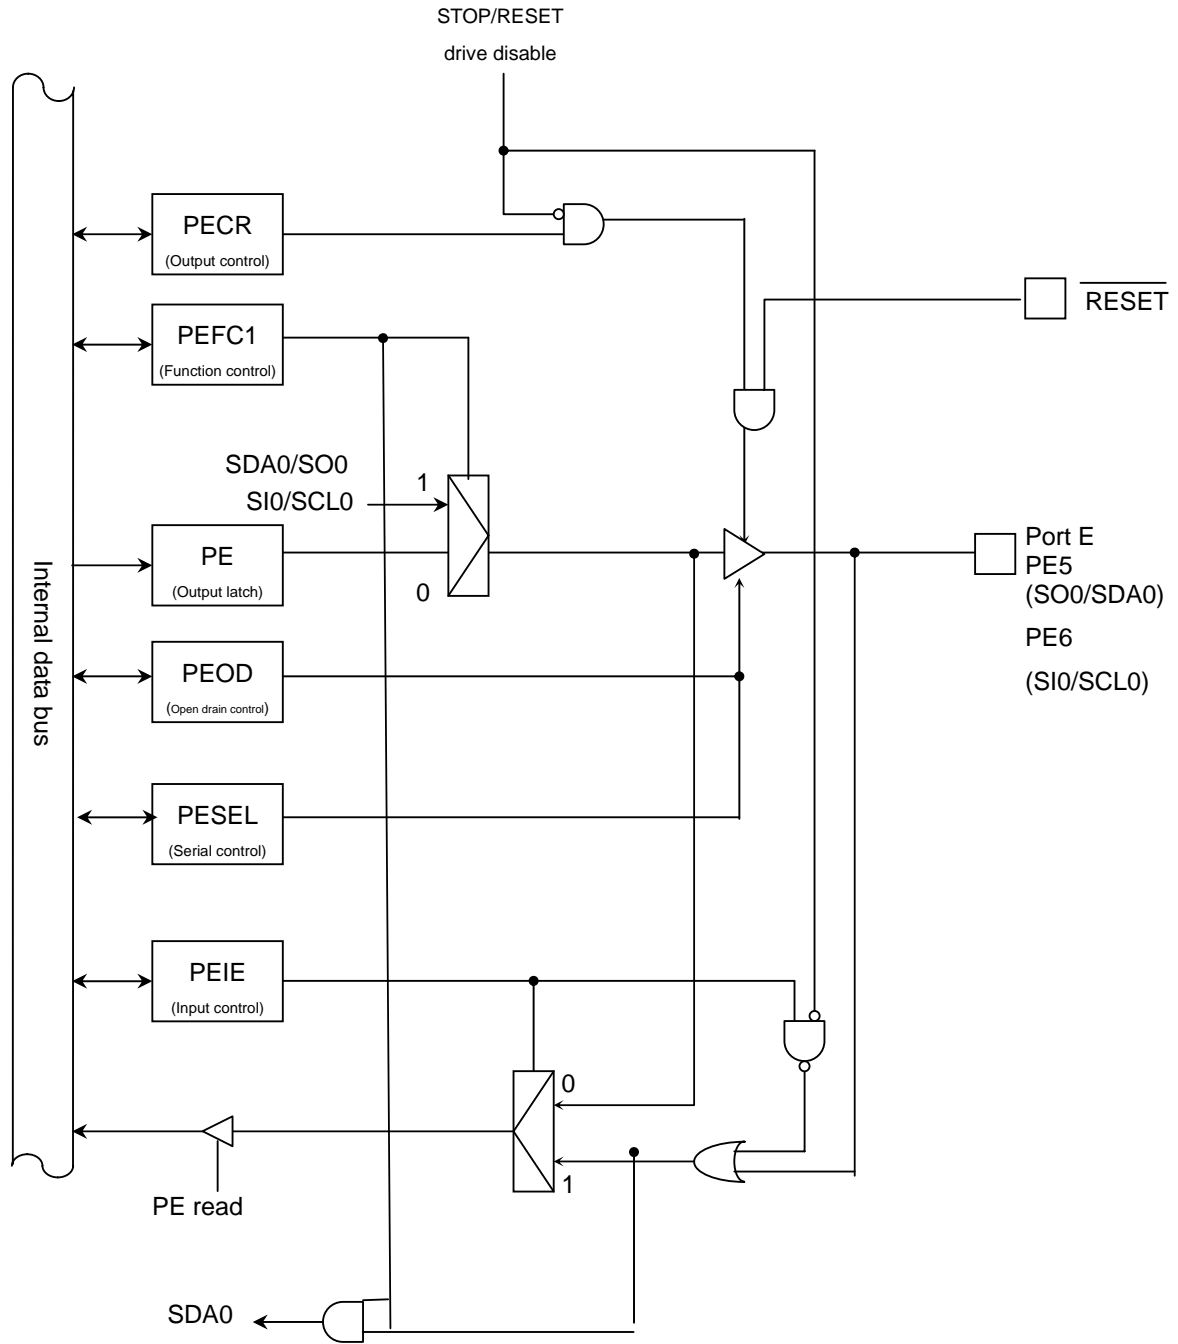 STOP/RESET
drive disable
PECR
(Output control)
RESET
PEFC1
(Function control)
SDA0/SO0
1
SI0/SCL0
PE
(Output latch)
0
Port E
PE5
(SO0/SDA0)
PE6
(SI0/SCL0)
Internal data bus
PEOD
(Open drain control)
PESEL
(Serial control)
PEIE
(Input control)
0
1
PE read
SDA0